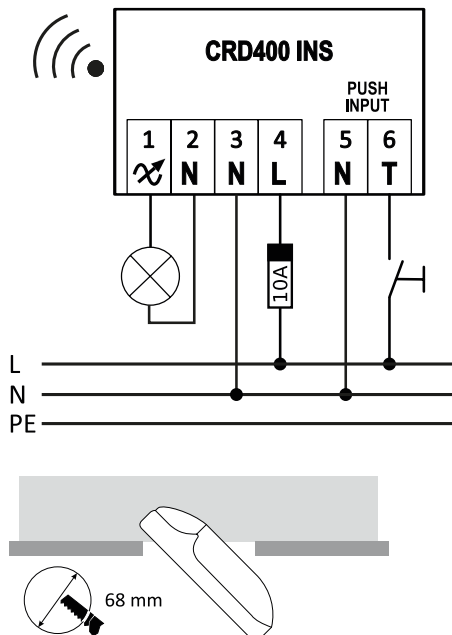 CRD400 INS
PUSH
INPUT
1 2 3 4 5 6
N N L N T
10A
L
N
PE
68 mm